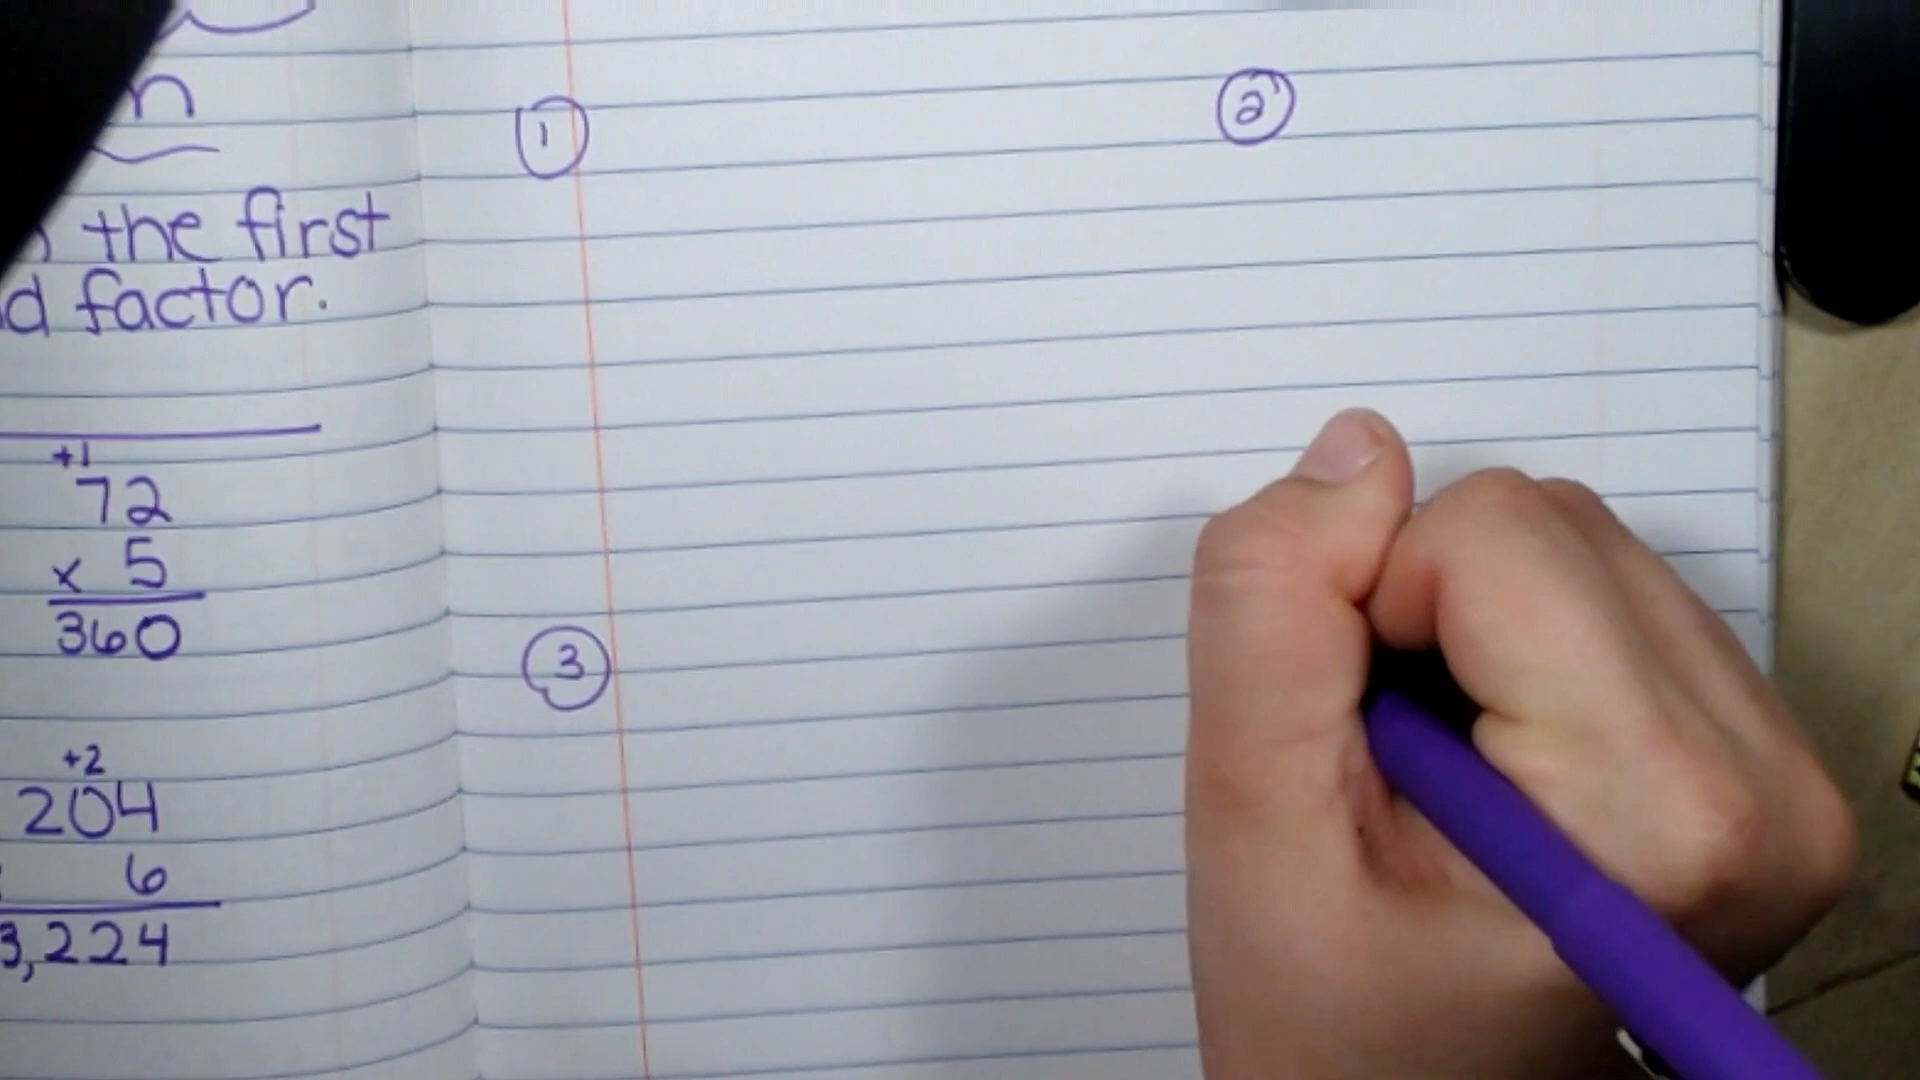 n
the first
d factor.
+1
72
x 5
360
+2
204
6
3,224
1
2
3